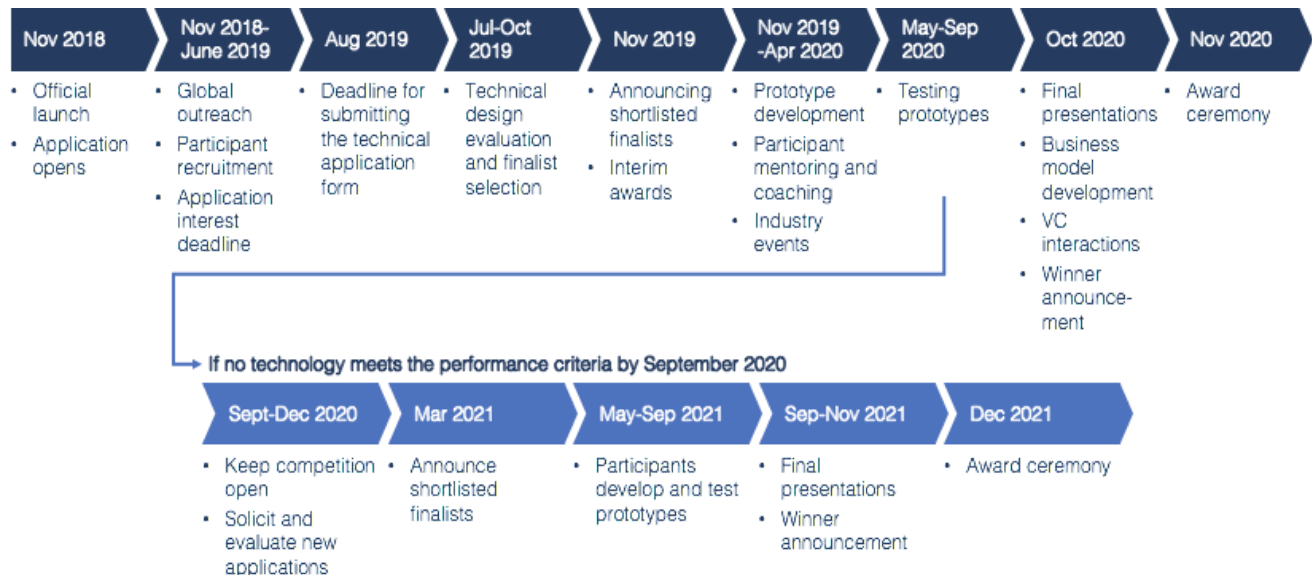 Nov 2018
Nov 2018-
June 2019
Aug 2019
Jul-Oct
2019
Nov 2019
Nov 2019
-Apr 2020
May-Sep
2020
Oct 2020
Nov 2020
• Official
launch
• Application
opens
• Global
outreach
• Participant
recruitment
• Application
interest
deadline
• Deadline for
submitting
the technical
application
form
• Technical
design
evaluation
and finalist
selection
• Announcing
shortlisted
finalists
• Interim
awards
• Prototype
development
• Participant
mentoring and
coaching
• Industry
events
• Testing
prototypes
• Final
presentations
• Business
model
development
• VC
interactions
• Winner
announce-
ment
• Award
ceremony
If no technology meets the performance criteria by September 2020
Sept-Dec 2020
Mar 2021
May-Sep 2021
Sep-Nov 2021
Dec 2021
• Keep competition
open
• Solicit and
evaluate new
applications
• Announce
shortlisted
finalists
• Participants
develop and test
prototypes
• Final
presentations
• Winner
announcement
• Award ceremony